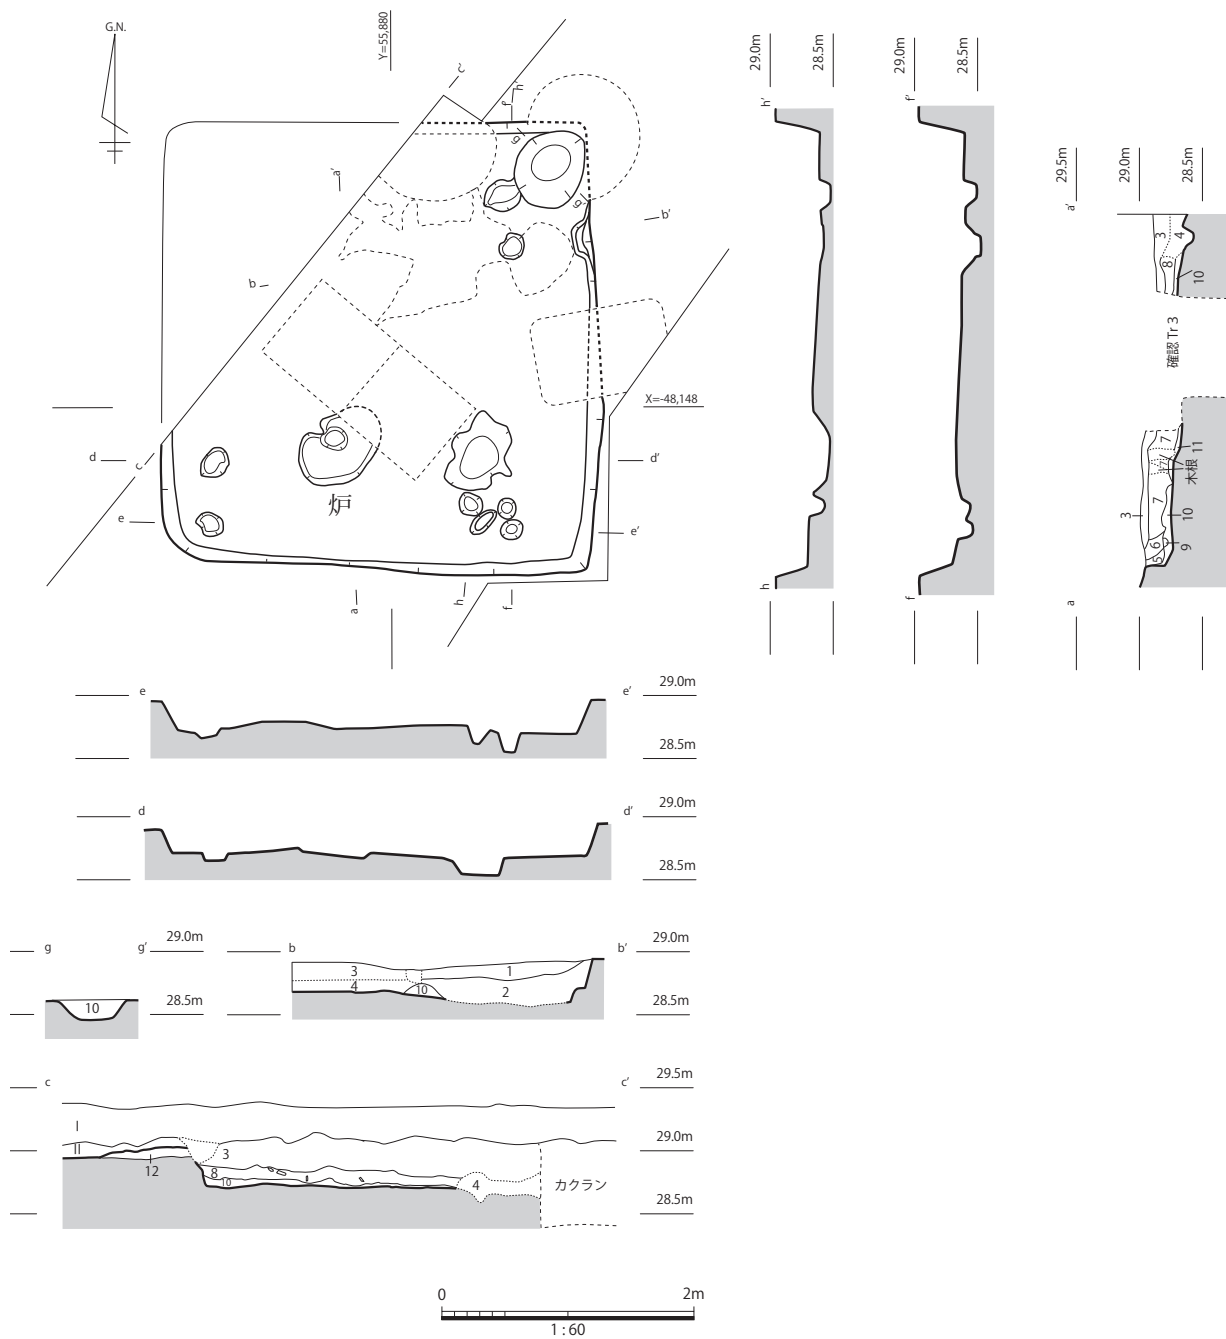 G.N.
Y=55,880
c'
f'
h'
g
a'
g'
b'
b
X=-48,148
d
c
d'
炉
e
e'
a
h
f
29.0m
28.5m
h'
h
29.0m
28.5m
f'
f
29.5m
29.0m
28.5m
a'
3
4
8
10
確認 Tr 3
7
11
木根
7
7
3
10
6
9
5
a
e
e'
29.0m
28.5m
d
d'
29.0m
28.5m
g
g'
29.0m
28.5m
10
b
b'
29.0m
28.5m
3
1
4
10
2
c
c'
29.5m
29.0m
28.5m
I
II
3
12
8
10
4
カクラン
0
2m
1 : 60